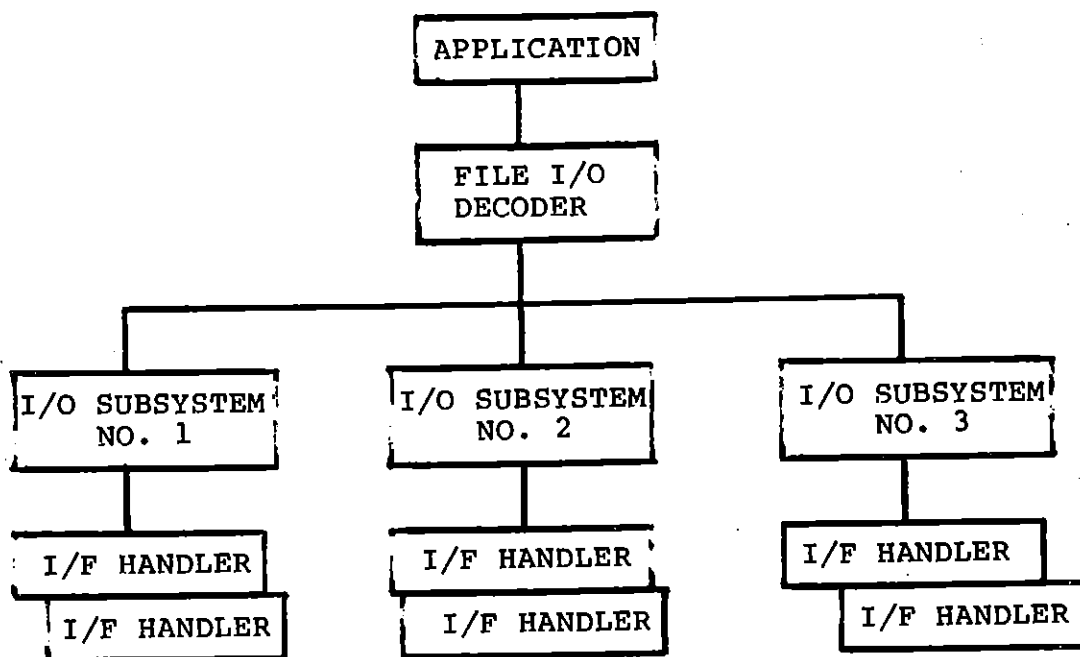 APPLICATION
FILE I/O
DECODER
I/O SUBSYSTEM
NO. 1
I/O SUBSYSTEM
NO. 2
I/O SUBSYSTEM
NO. 3
I/F HANDLER
I/F HANDLER
I/F HANDLER
I/F HANDLER
I/F HANDLER
I/F HANDLER